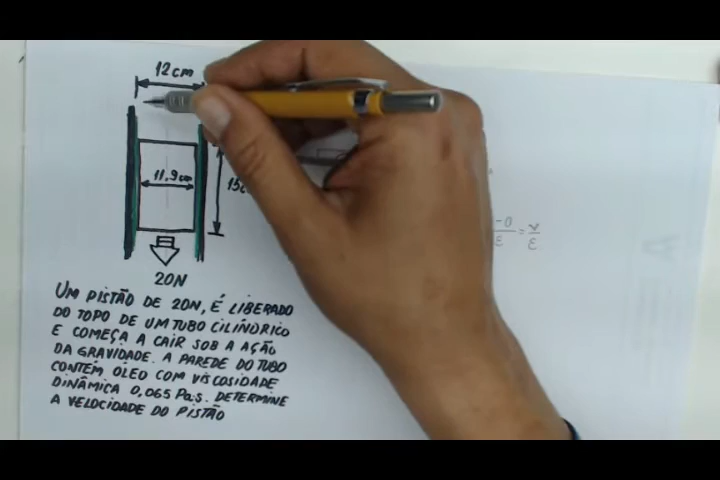 12cm
11,9cm
20N
UM PISTÃO DE 20N, É LIBERADO
DO TOPO DE UM TUBO CILÍNDRICO
E COMEÇA A CAIR SOB A AÇÃO
DA GRAVIDADE. A PAREDE DO TUBO
CONTÉM ÓLEO COM VISCOSIDADE
DINÂMICA 0,065 Pa.s. DETERMINE
A VELOCIDADE DO PISTÃO